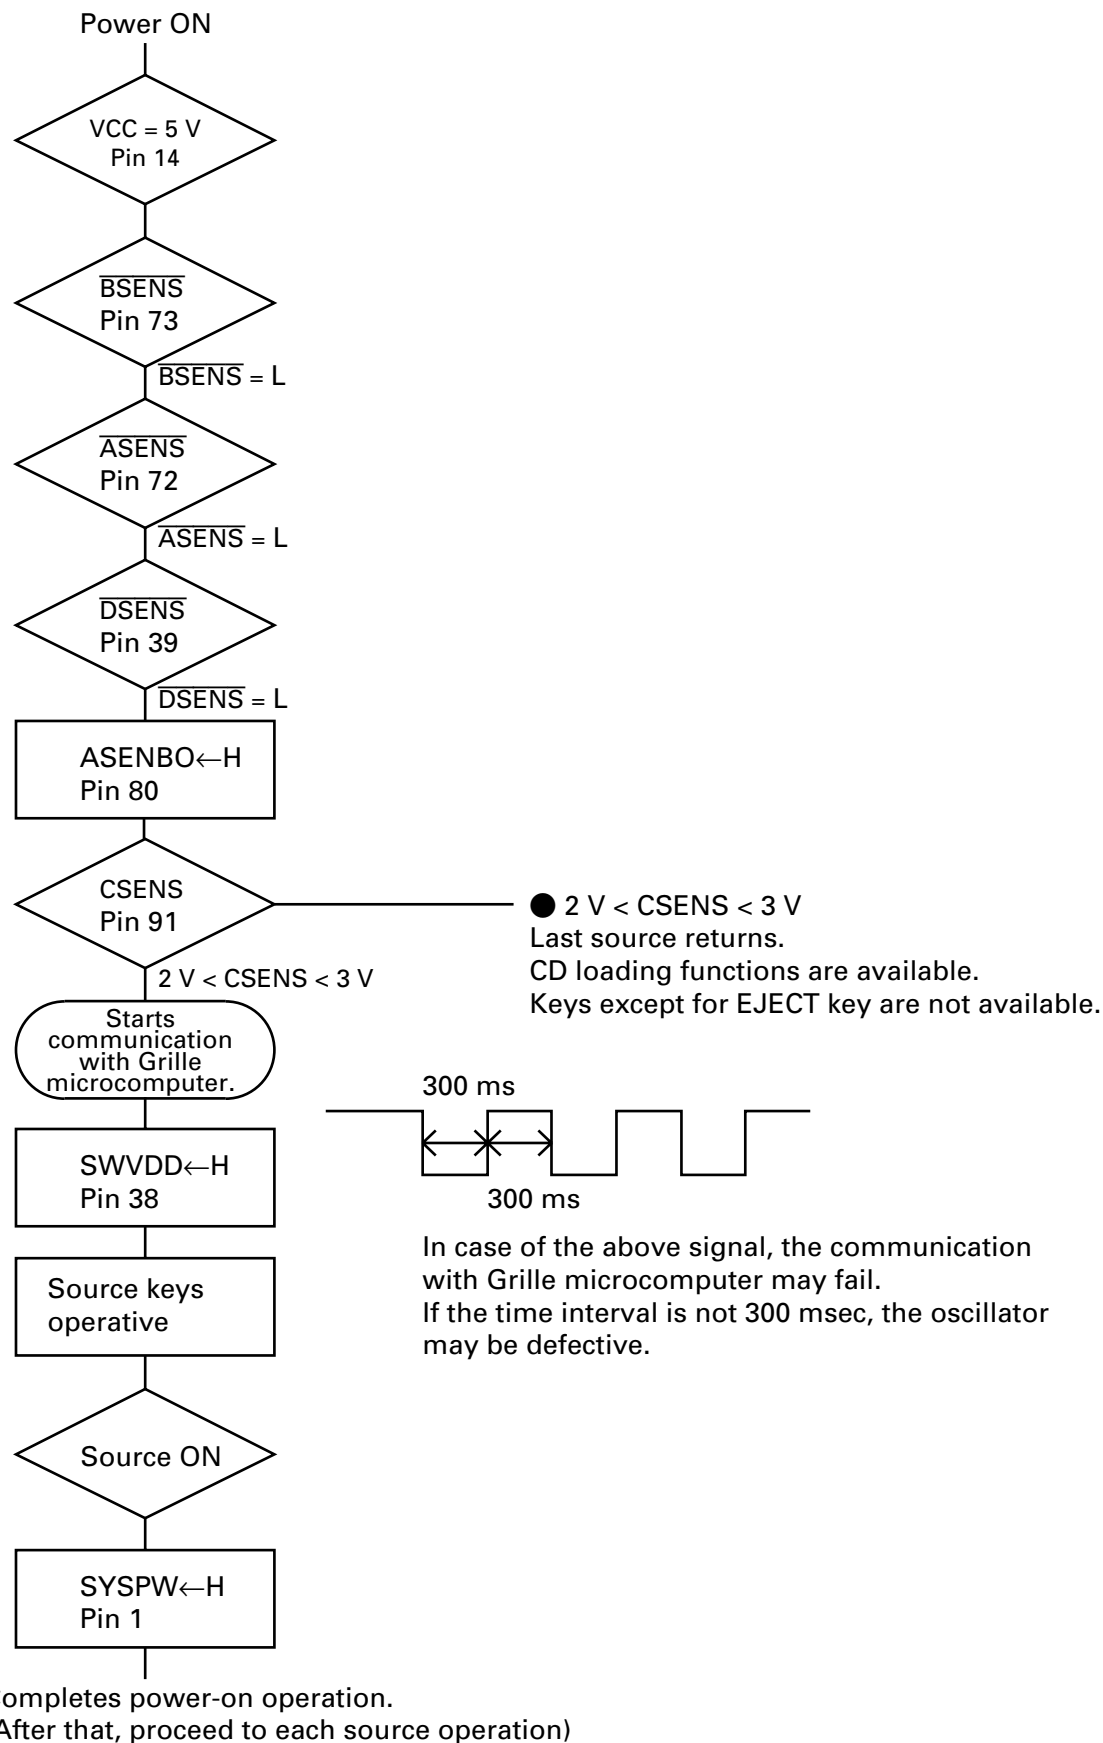 Power ON
VCC = 5 V
Pin 14
BSENS
Pin 73
BSENS = L
ASENS
Pin 72
ASENS = L
DSENS
Pin 39
DSENS = L
ASENBO←H
Pin 80
CSENS
Pin 91
2 V < CSENS < 3 V
● 2 V < CSENS < 3 V
Last source returns.
CD loading functions are available.
Keys except for EJECT key are not available.
Starts
communication
with Grille
microcomputer.
300 ms
300 ms
In case of the above signal, the communication
with Grille microcomputer may fail.
If the time interval is not 300 msec, the oscillator
may be defective.
SWVDD←H
Pin 38
Source keys
operative
Source ON
SYSPW←H
Pin 1
ompletes power-on operation.
After that, proceed to each source operation)